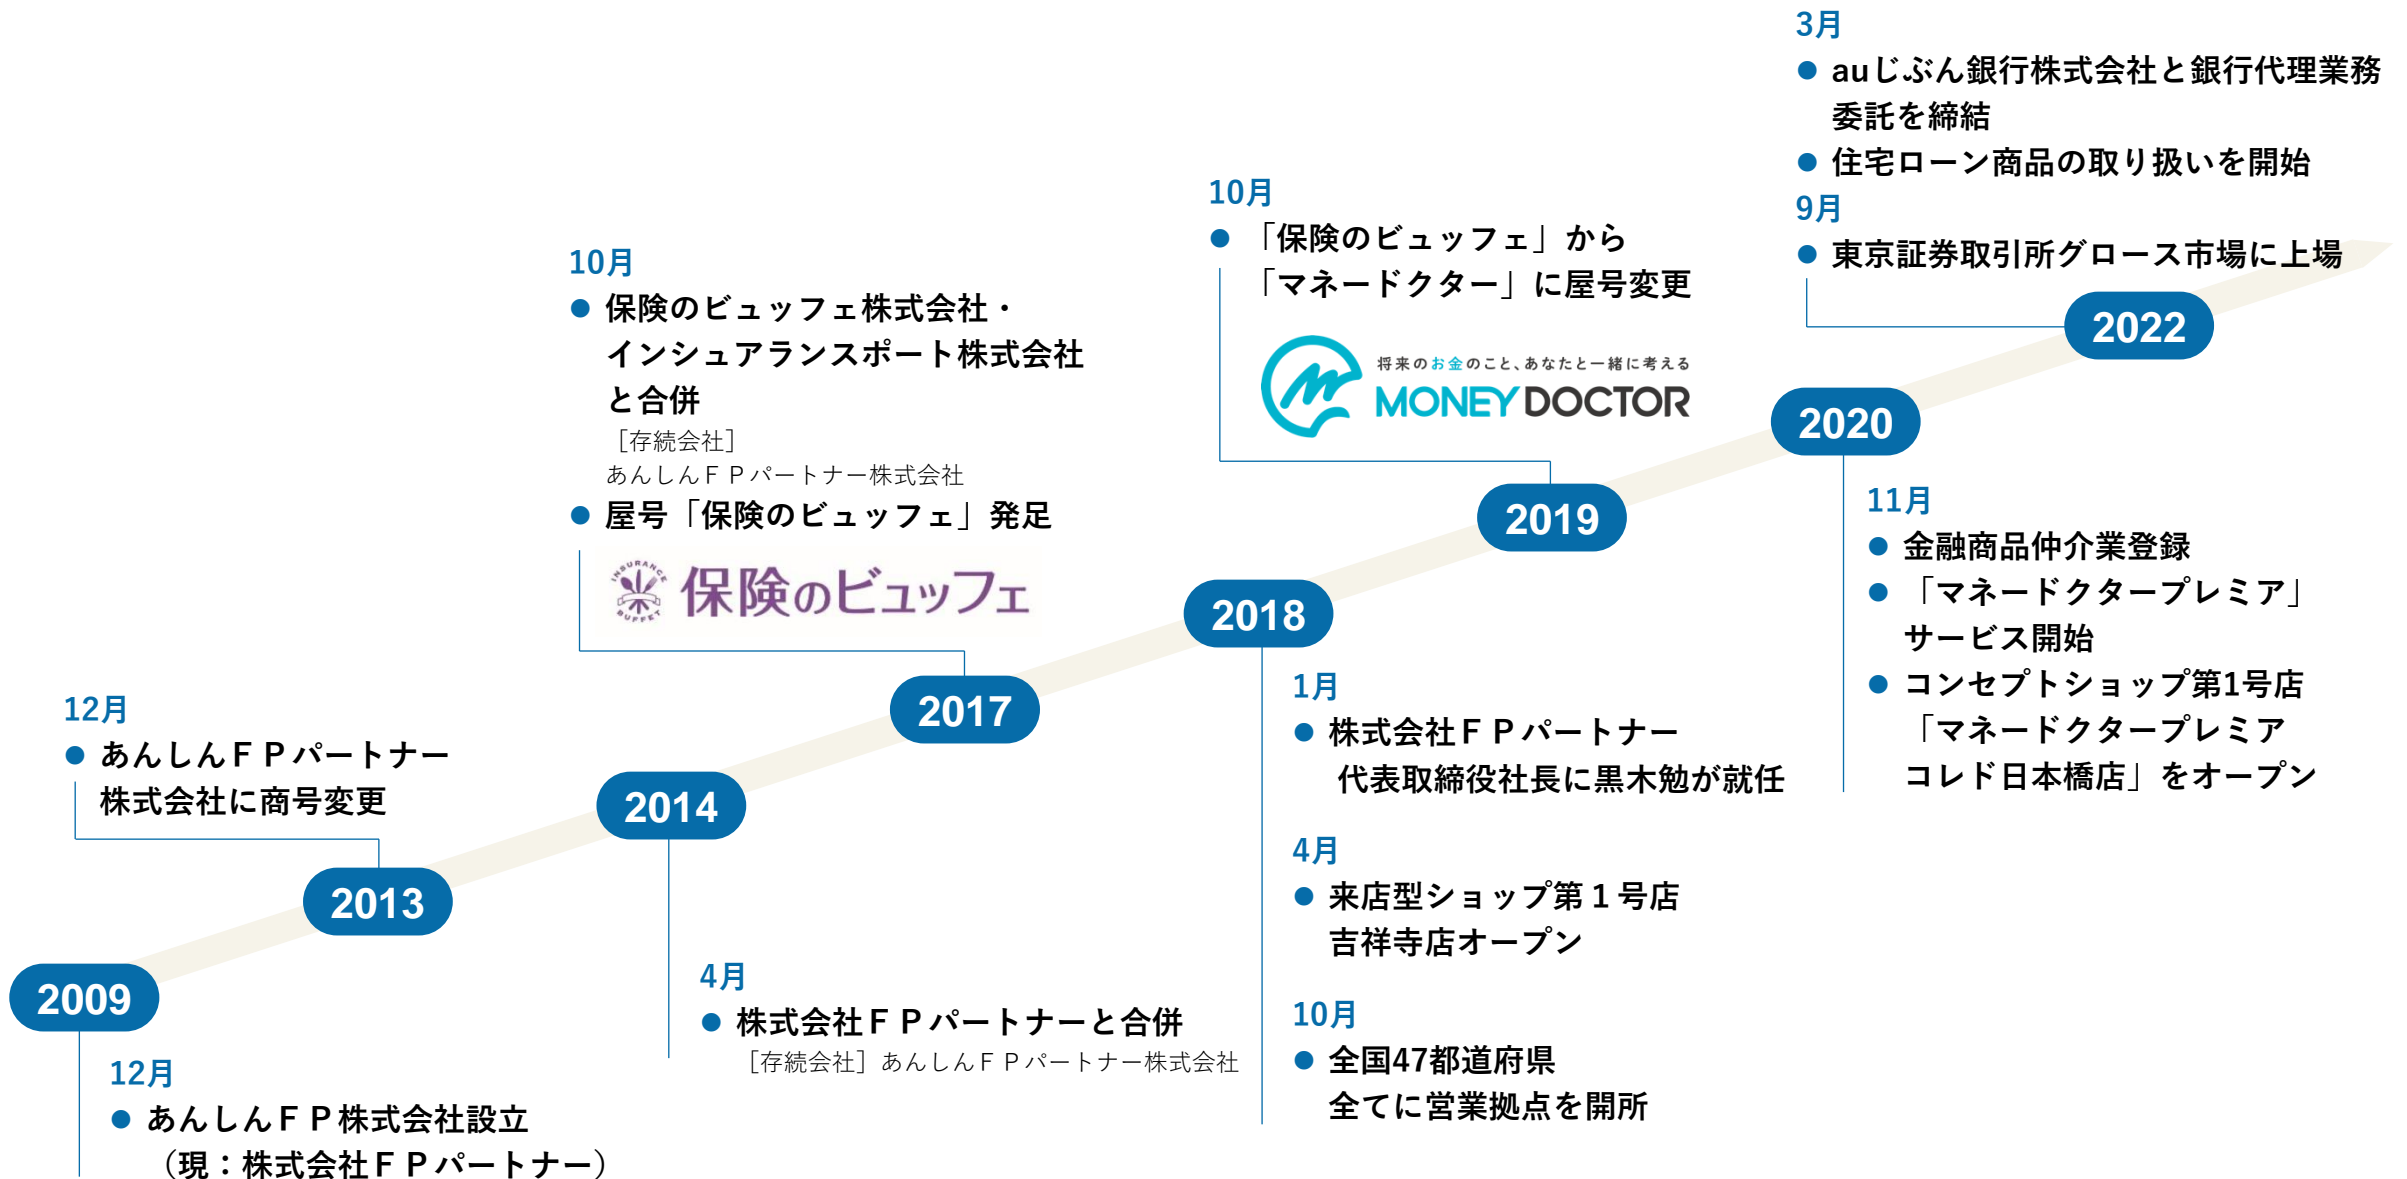 2009
12月
● あんしんＦＰ株式会社設立
（現：株式会社ＦＰパートナー）
12月
● あんしんＦＰパートナー
株式会社に商号変更
2013
2014
4月
● 株式会社ＦＰパートナーと合併
［存続会社］あんしんＦＰパートナー株式会社
10月
● 保険のビュッフェ株式会社・
インシュアランスポート株式会社
と合併
［存続会社］
あんしんＦＰパートナー株式会社
● 屋号「保険のビュッフェ」発足
INSURANCE
BUFFET
保険のビュッフェ
2017
2018
1月
● 株式会社ＦＰパートナー
代表取締役社長に黒木勉が就任
4月
● 来店型ショップ第１号店
吉祥寺店オープン
10月
● 全国47都道府県
全てに営業拠点を開所
10月
● 「保険のビュッフェ」から
「マネードクター」に屋号変更
将来のお金のこと、あなたと一緒に考える
MONEY DOCTOR
2019
2020
11月
● 金融商品仲介業登録
● 「マネードクタープレミア」
サービス開始
● コンセプトショップ第1号店
「マネードクタープレミア
コレド日本橋店」をオープン
3月
● auじぶん銀行株式会社と銀行代理業務
委託を締結
● 住宅ローン商品の取り扱いを開始
9月
● 東京証券取引所グロース市場に上場
2022